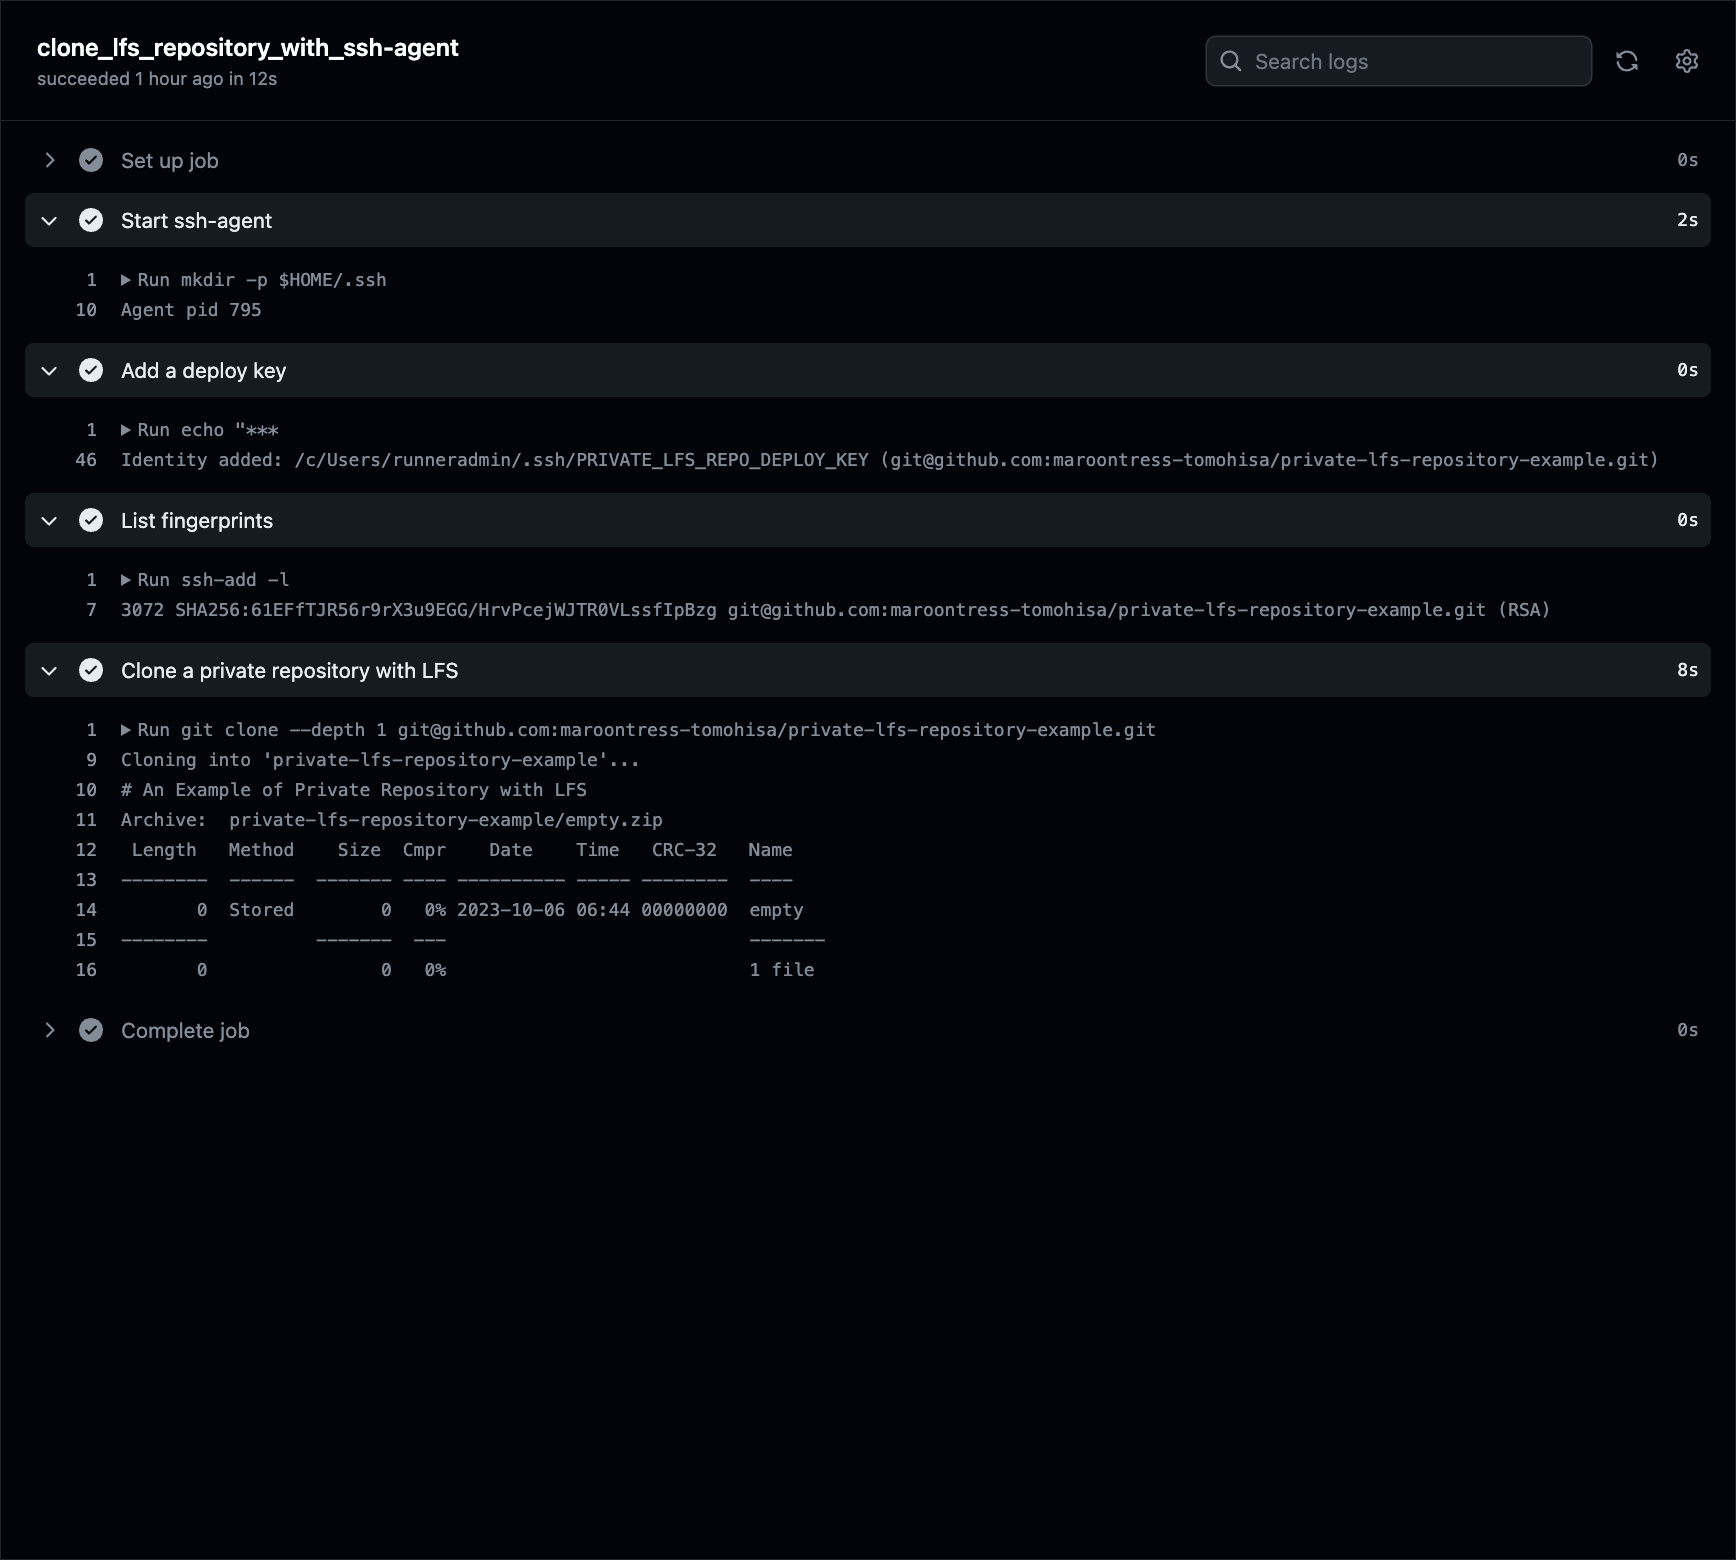 clone_lfs_repository_with_ssh-agent
succeeded 1 hour ago in 12s
Search logs
Set up job 0s
Start ssh-agent 2s
1 Run mkdir -p $HOME/.ssh
10 Agent pid 795
Add a deploy key 0s
1 Run echo "***
46 Identity added: /c/Users/runneradmin/.ssh/PRIVATE_LFS_REPO_DEPLOY_KEY (git@github.com:maroontress-tomohisa/private-lfs-repository-example.git)
List fingerprints 0s
1 Run ssh-add -l
7 3072 SHA256:61EFfTJR56r9rX3u9EGG/HrvPcejWJTR0VLssfIpBzg git@github.com:maroontress-tomohisa/private-lfs-repository-example.git (RSA)
Clone a private repository with LFS 8s
1 Run git clone --depth 1 git@github.com:maroontress-tomohisa/private-lfs-repository-example.git
9 Cloning into 'private-lfs-repository-example'...
10 # An Example of Private Repository with LFS
11 Archive:  private-lfs-repository-example/empty.zip
12  Length   Method    Size  Cmpr    Date    Time   CRC-32   Name
13 --------  ------  ------- ---- ---------- ----- --------  ----
14        0  Stored        0   0% 2023-10-06 06:44 00000000  empty
15 --------          -------  ---                            -------
16        0                0   0%                            1 file
Complete job 0s